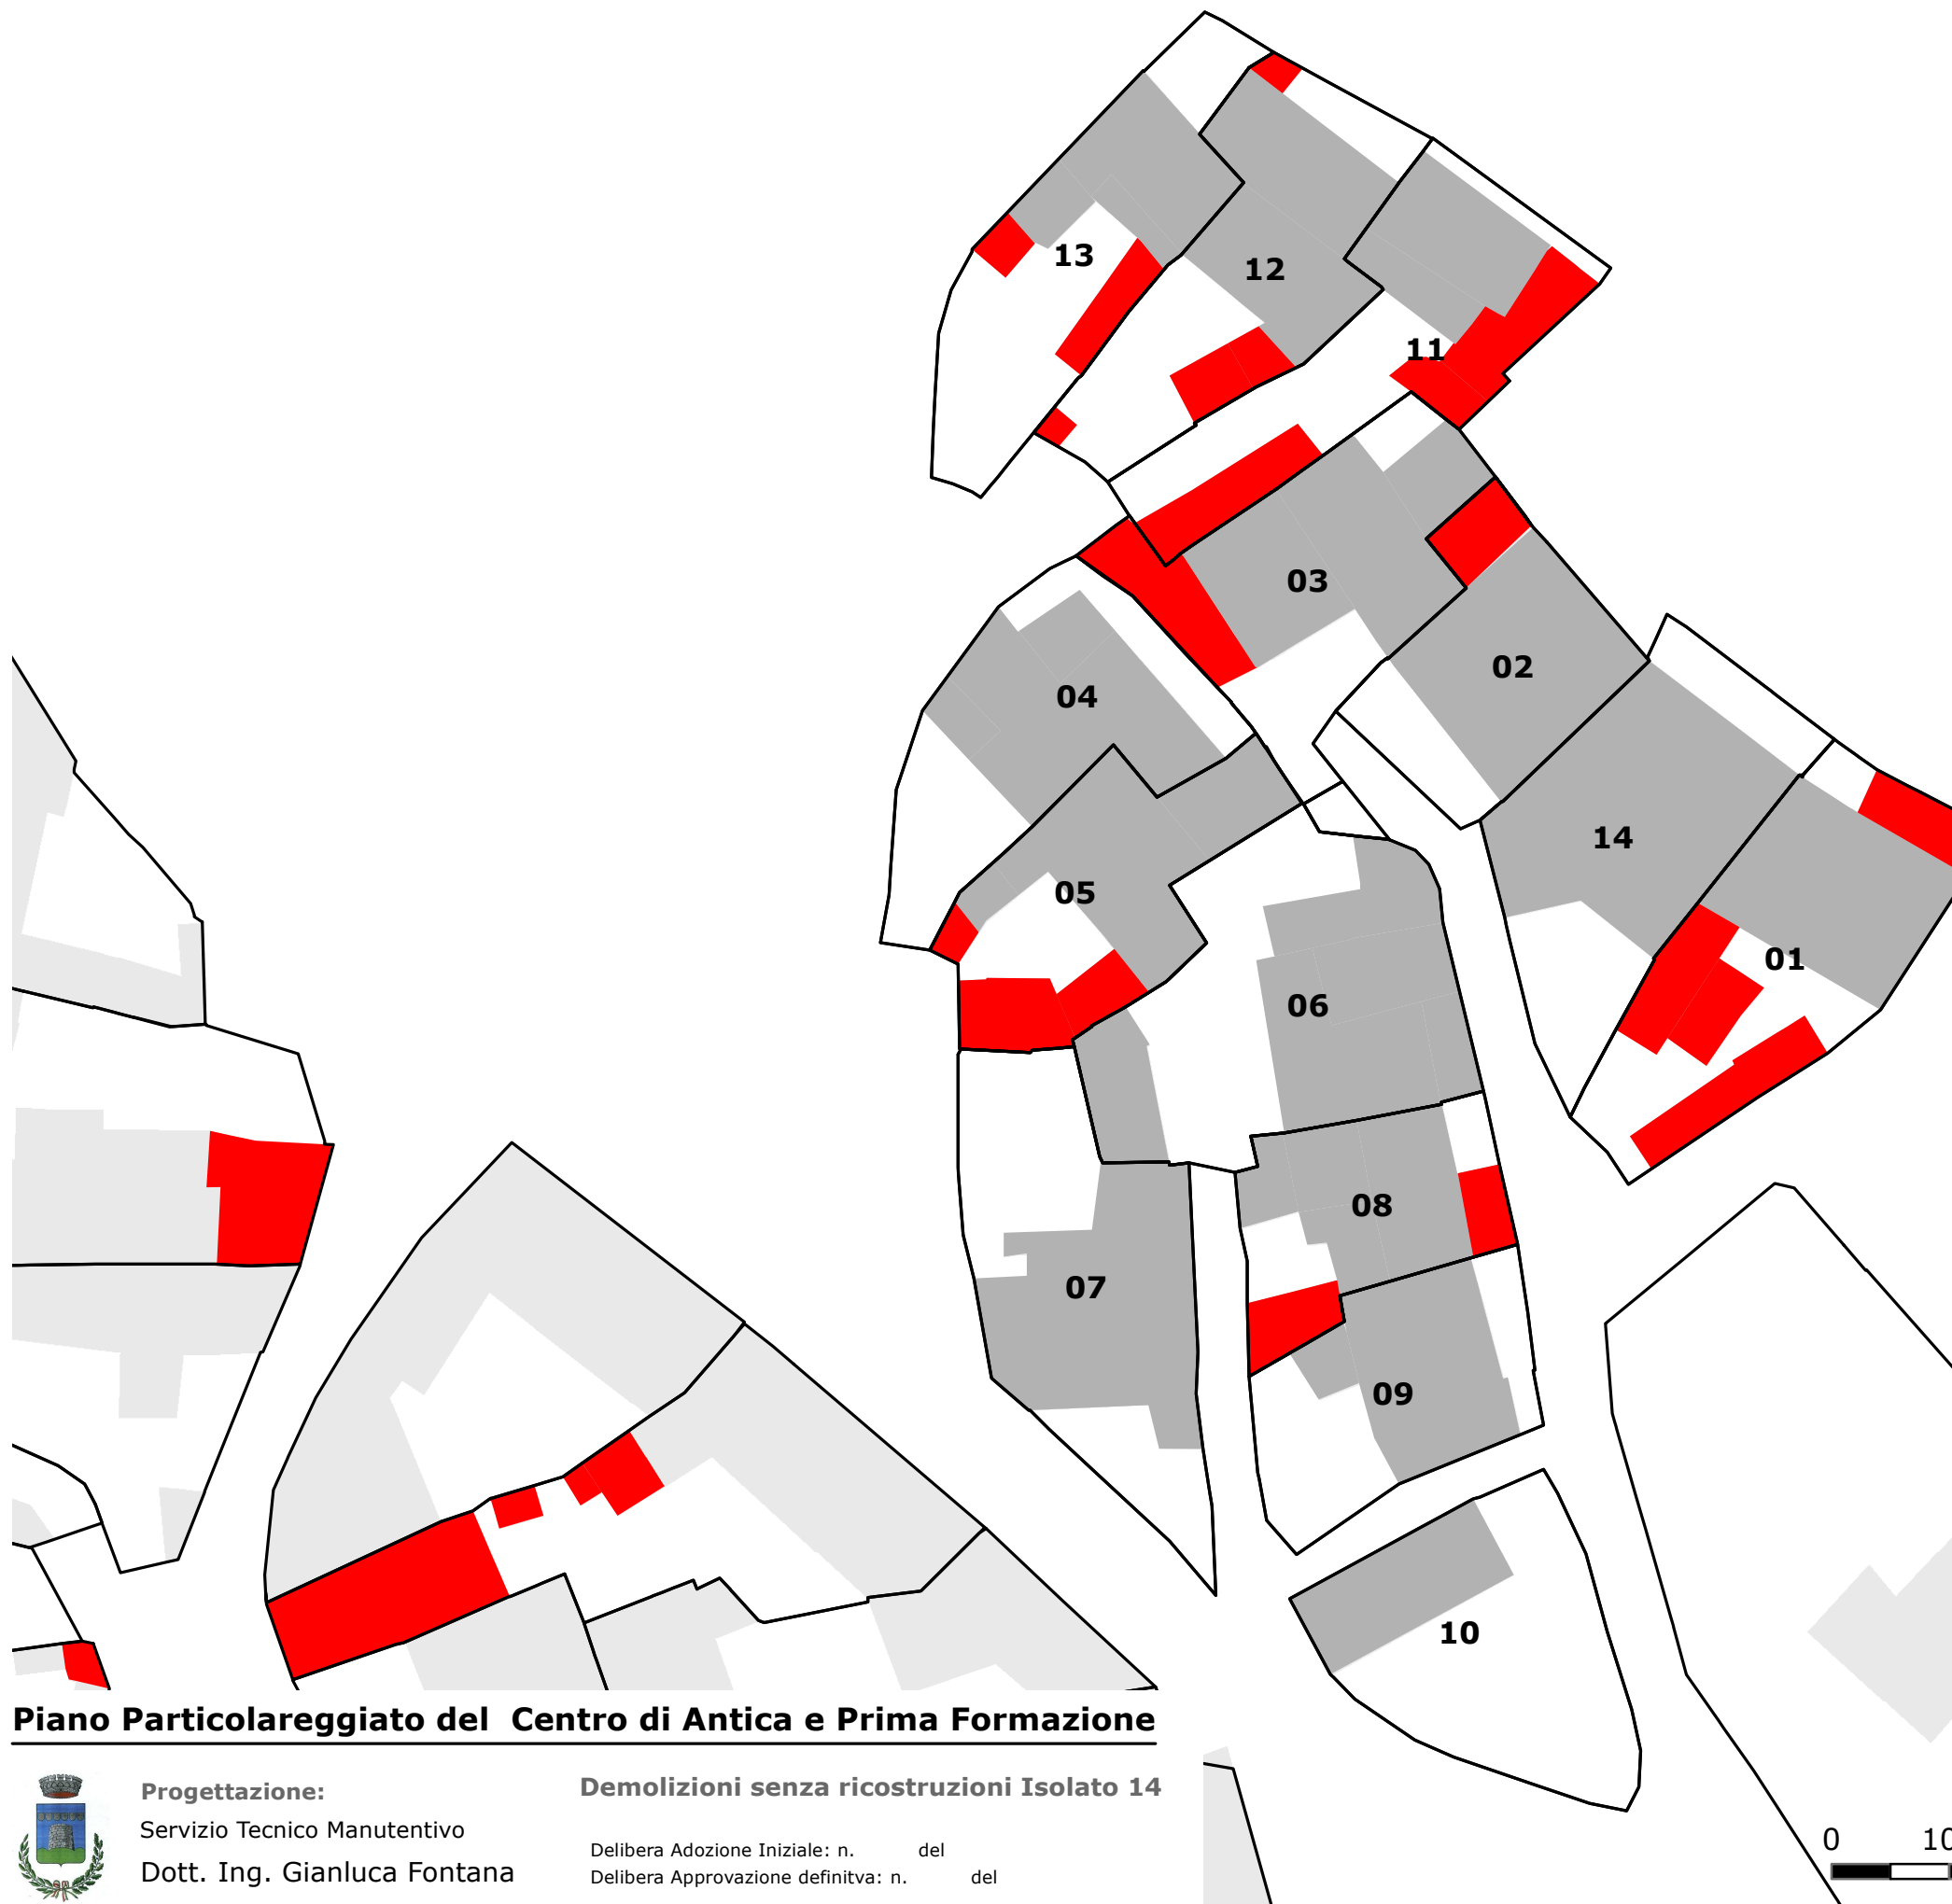 13
12
11
03
02
04
14
05
01
06
08
07
09
10
Piano Particolareggiato del Centro di Antica e Prima Formazione
Progettazione:
Servizio Tecnico Manutentivo
Dott. Ing. Gianluca Fontana
Demolizioni senza ricostruzioni Isolato 14
Delibera Adozione Iniziale: n. del
Delibera Approvazione definitva: n. del
0 10